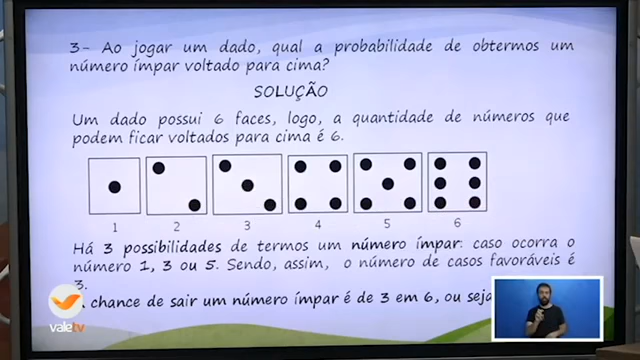 3- Ao jogar um dado, qual a probabilidade de obtermos um
número ímpar voltado para cima?
SOLUÇÃO
Um dado possui 6 faces, logo, a quantidade de números que
podem ficar voltados para cima é 6.
1 2 3 4 5 6
Há 3 possibilidades de termos um número ímpar: caso ocorra o
número 1, 3 ou 5. Sendo, assim, o número de casos favoráveis é
3.
chance de sair um número ímpar é de 3 em 6, ou seja
valetv